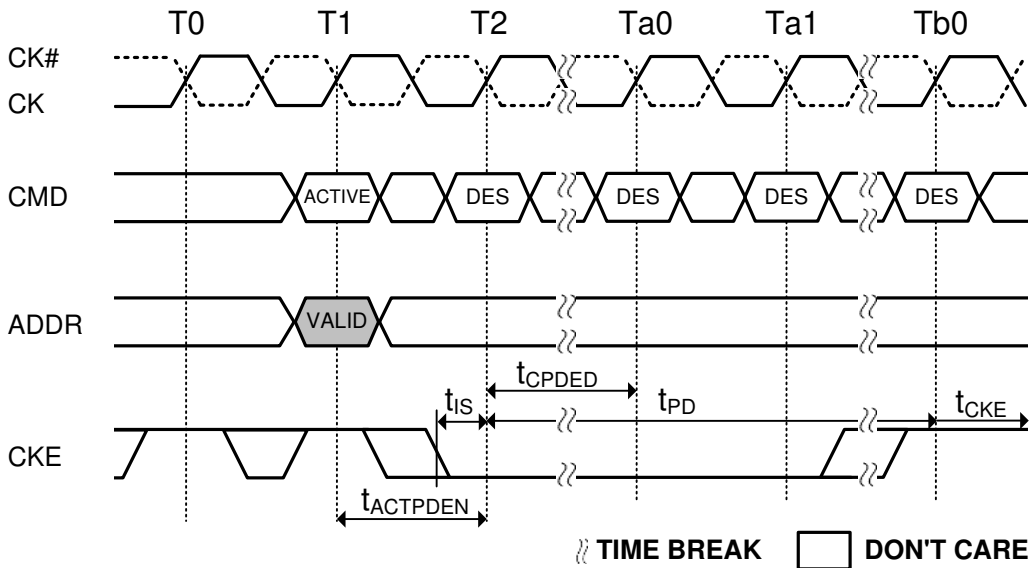 T0 T1 T2 Ta0 Ta1 Tb0
CK#
CK
CMD ACTIVE DES DES DES DES
ADDR VALID
tCPDED
tIS tPD tCKE
CKE
tACTPDEN
TIME BREAK DON'T CARE